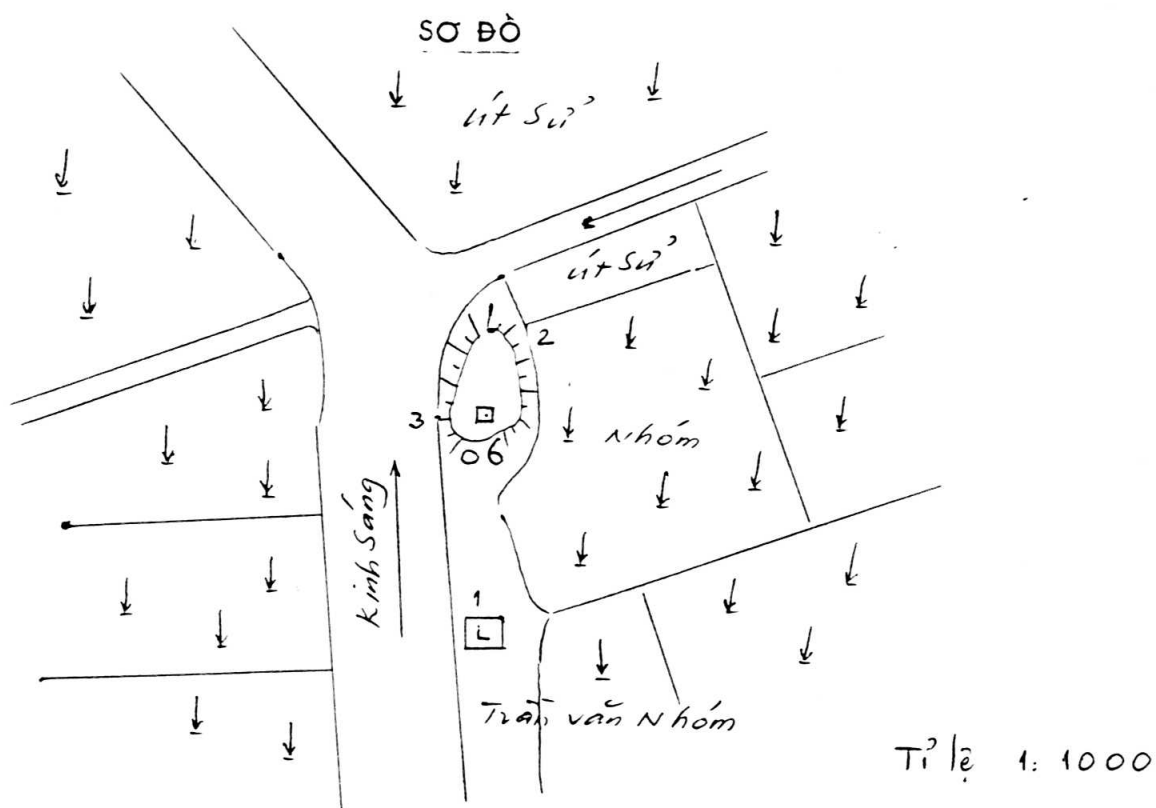 SƠ ĐỒ
Út Sử
Út Sử
2
3
Nhóm
06
Kinh Sáng
1
L
Trần văn Nhóm
Tỉ lệ 1: 1000